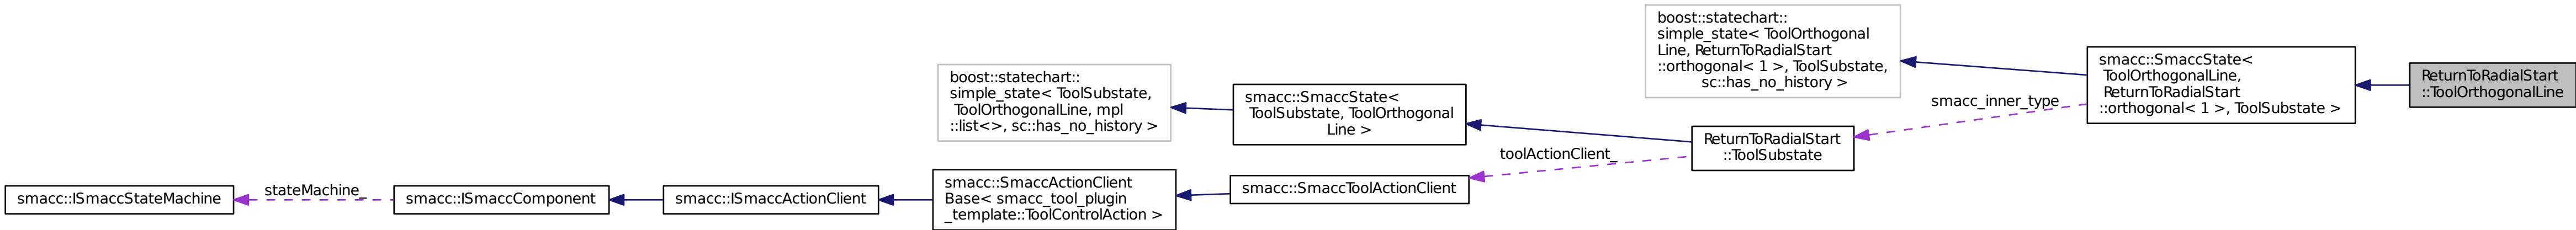 smacc::ISmaccStateMachine
stateMachine_
smacc::ISmaccComponent
smacc::ISmaccActionClient
boost::statechart::
simple_state< ToolSubstate,
ToolOrthogonalLine, mpl
::list<>, sc::has_no_history >
smacc::SmaccActionClient
Base< smacc_tool_plugin
_template::ToolControlAction >
smacc::SmaccState<
ToolSubstate, ToolOrthogonal
Line >
smacc::SmaccToolActionClient
toolActionClient_
boost::statechart::
simple_state< ToolOrthogonal
Line, ReturnToRadialStart
::orthogonal< 1 >, ToolSubstate,
sc::has_no_history >
ReturnToRadialStart
::ToolSubstate
smacc_inner_type
smacc::SmaccState<
ToolOrthogonalLine,
ReturnToRadialStart
::orthogonal< 1 >, ToolSubstate >
ReturnToRadialStart
::ToolOrthogonalLine